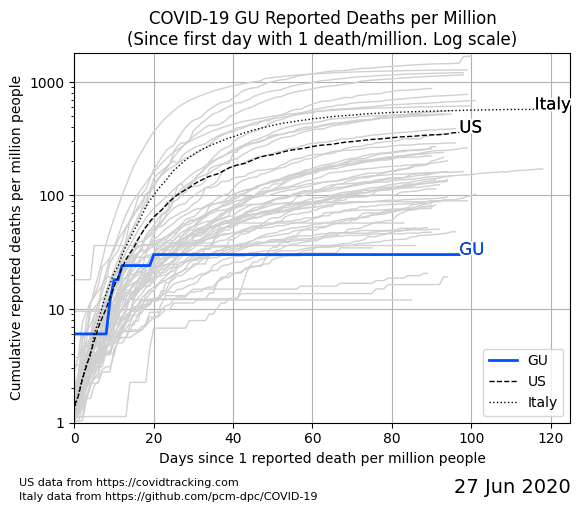 COVID-19 GU Reported Deaths per Million
(Since first day with 1 death/million. Log scale)
Cumulative reported deaths per million people
1000
100
10
1
Italy
US
GU
GU
US
Italy
0 20 40 60 80 100 120
Days since 1 reported death per million people
US data from https://covidtracking.com
Italy data from https://github.com/pcm-dpc/COVID-19
27 Jun 2020